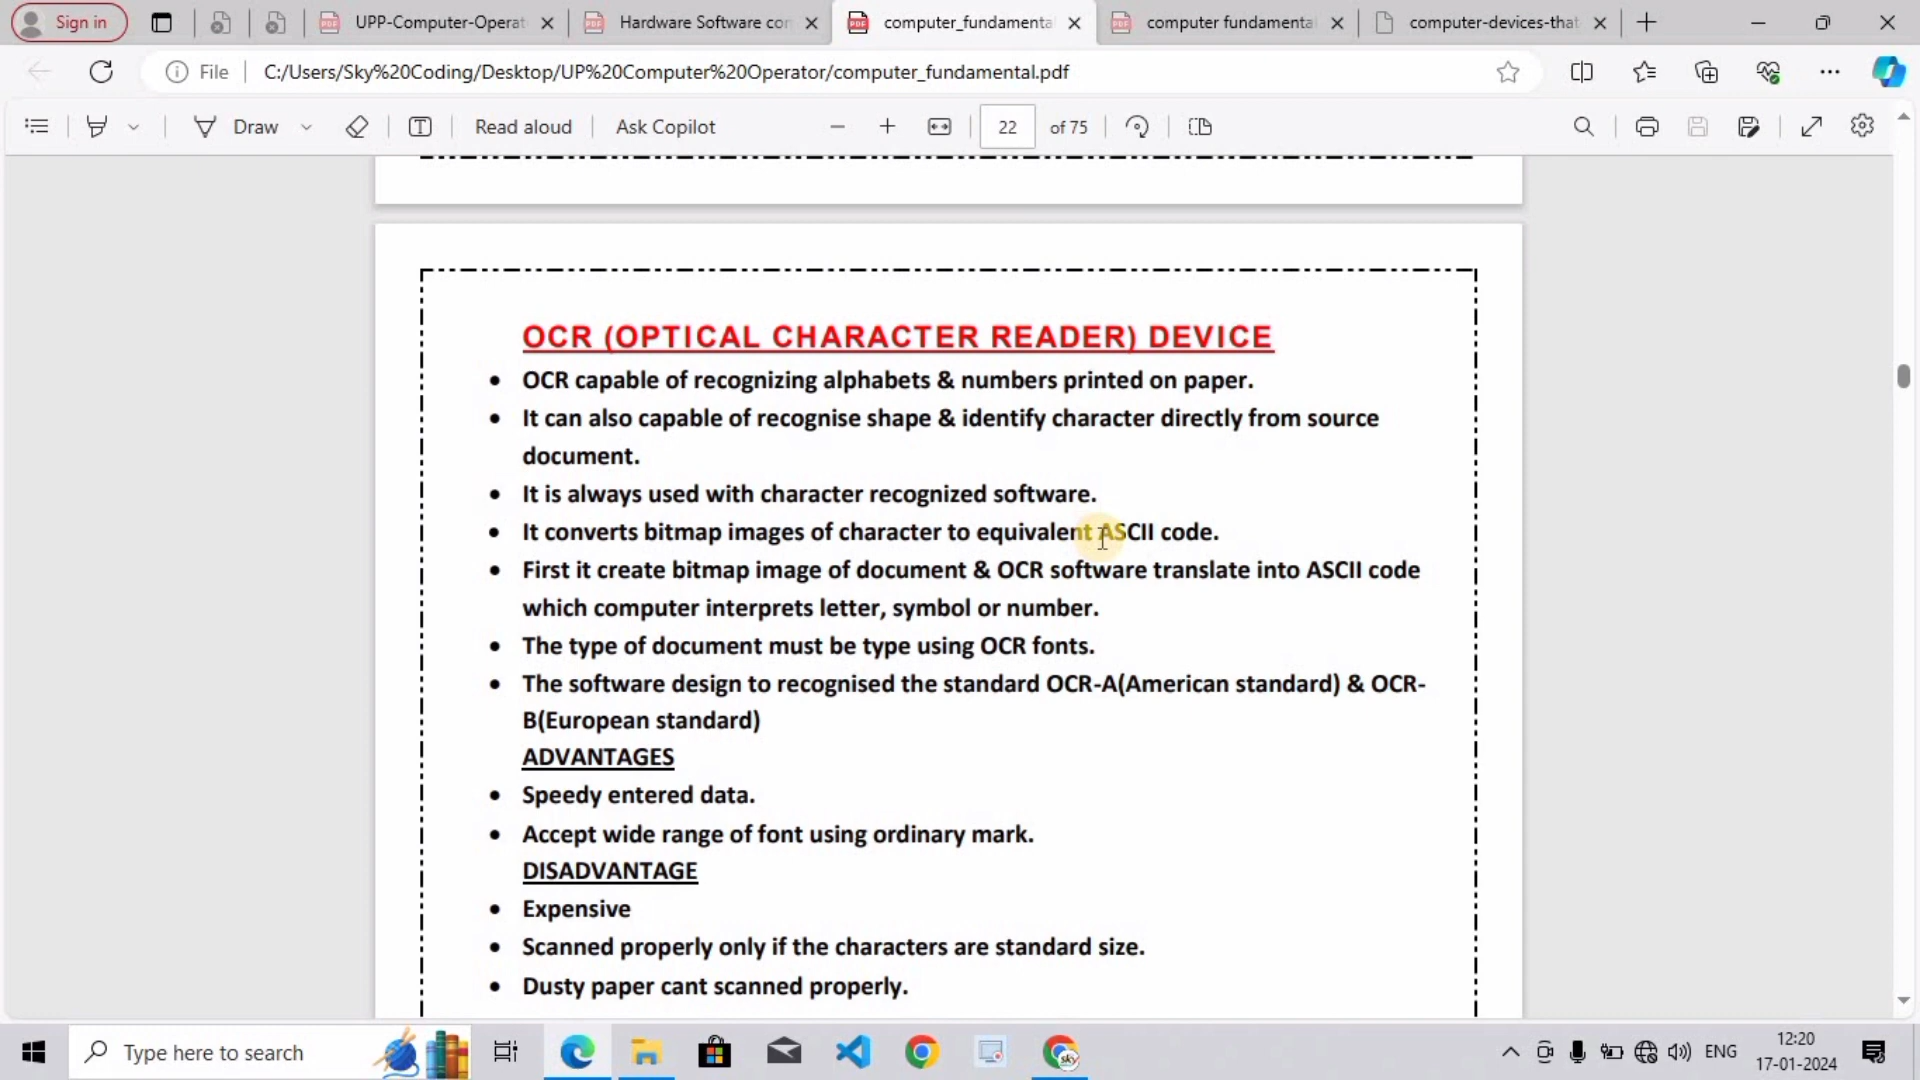 Sign in
UPP-Computer-Operat
Hardware Software con
computer_fundamenta
computer fundamenta
computer-devices-that
File
C:/Users/Sky%20Coding/Desktop/UP%20Computer%20Operator/computer_fundamental.pdf
Draw
Read aloud
Ask Copilot
22
of 75
OCR (OPTICAL CHARACTER READER) DEVICE
• OCR capable of recognizing alphabets & numbers printed on paper.
• It can also capable of recognise shape & identify character directly from source
document.
• It is always used with character recognized software.
• It converts bitmap images of character to equivalent ASCII code.
• First it create bitmap image of document & OCR software translate into ASCII code
which computer interprets letter, symbol or number.
• The type of document must be type using OCR fonts.
• The software design to recognised the standard OCR-A(American standard) & OCR-
B(European standard)
ADVANTAGES
• Speedy entered data.
• Accept wide range of font using ordinary mark.
DISADVANTAGE
• Expensive
• Scanned properly only if the characters are standard size.
• Dusty paper cant scanned properly.
Type here to search
sky
ENG
12:20
17-01-2024